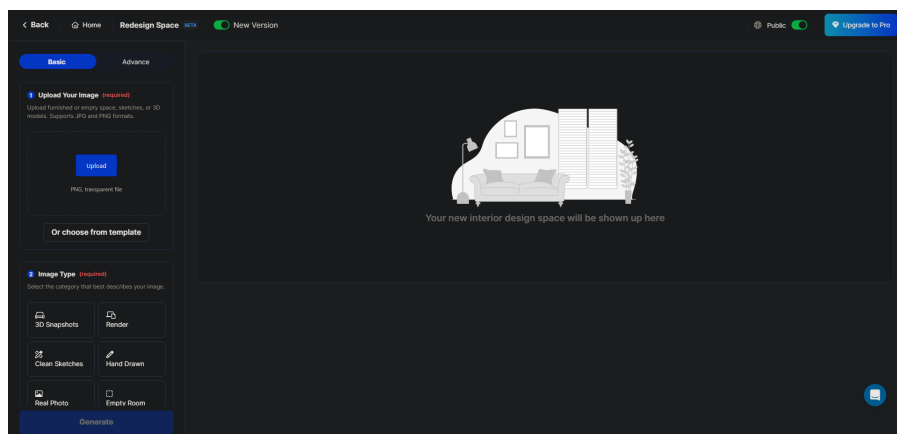 Back
Home
Redesign Space BETA
New Version
Public
Upgrade to Pro
Basic
Advance
1 Upload Your Image (required)
Upload furnished or empty space, sketches, or 3D
models. Supports JPG and PNG formats.
Upload
PNG, transparent file
Or choose from template
2 Image Type (required)
Select the category that best describes your image.
3D Snapshots
Render
Clean Sketches
Hand Drawn
Real Photo
Empty Room
Generate
Your new interior design space will be shown up here